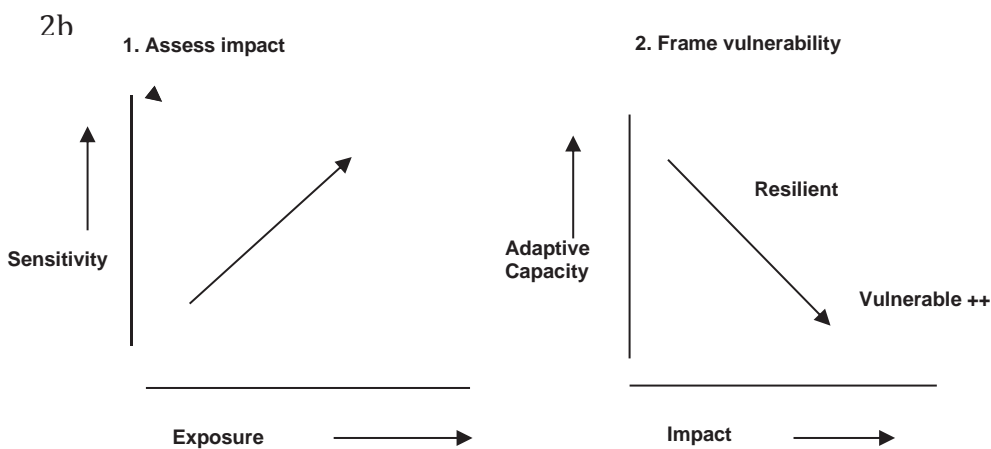 2b
1. Assess impact
2. Frame vulnerability
Sensitivity
Exposure
Resilient
Adaptive
Capacity
Vulnerable ++
Impact